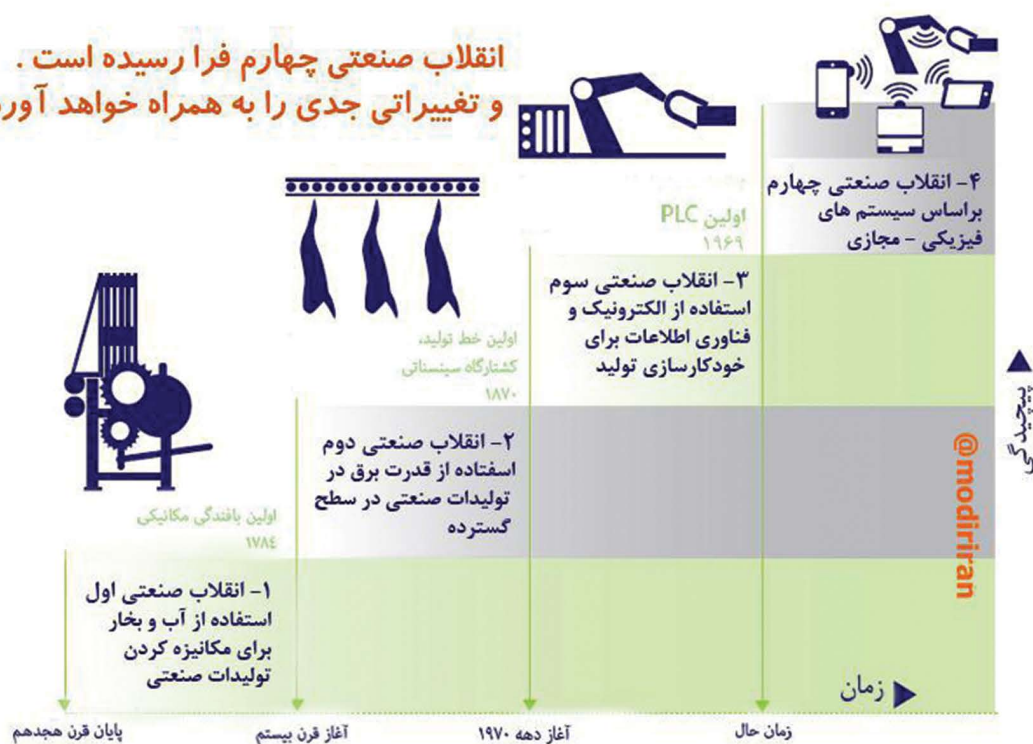 انقلاب صنعتی چهارم فرا رسیده است .
و تغییراتی جدی را به همراه خواهد آور
۴- انقلاب صنعتی چهارم
براساس سیستم های
فیزیکی - مجازی
اولین PLC
۱۹۶۹
۳- انقلاب صنعتی سوم
استفاده از الکترونیک و
فناوری اطلاعات برای
خودکارسازی تولید
اولین خط تولید،
کشتارگاه سینسناتی
۱۸۷۰
۲- انقلاب صنعتی دوم
اسفتاده از قدرت برق در
تولیدات صنعتی در سطح
گسترده
اولین بافندگی مکانیکی
۱۷۸٤
۱- انقلاب صنعتی اول
استفاده از آب و بخار
برای مکانیزه کردن
تولیدات صنعتی
پیچیدگی
@modiriran
زمان
پایان قرن هجدهم
آغاز قرن بیستم
آغاز دهه ۱۹۷۰
زمان حال